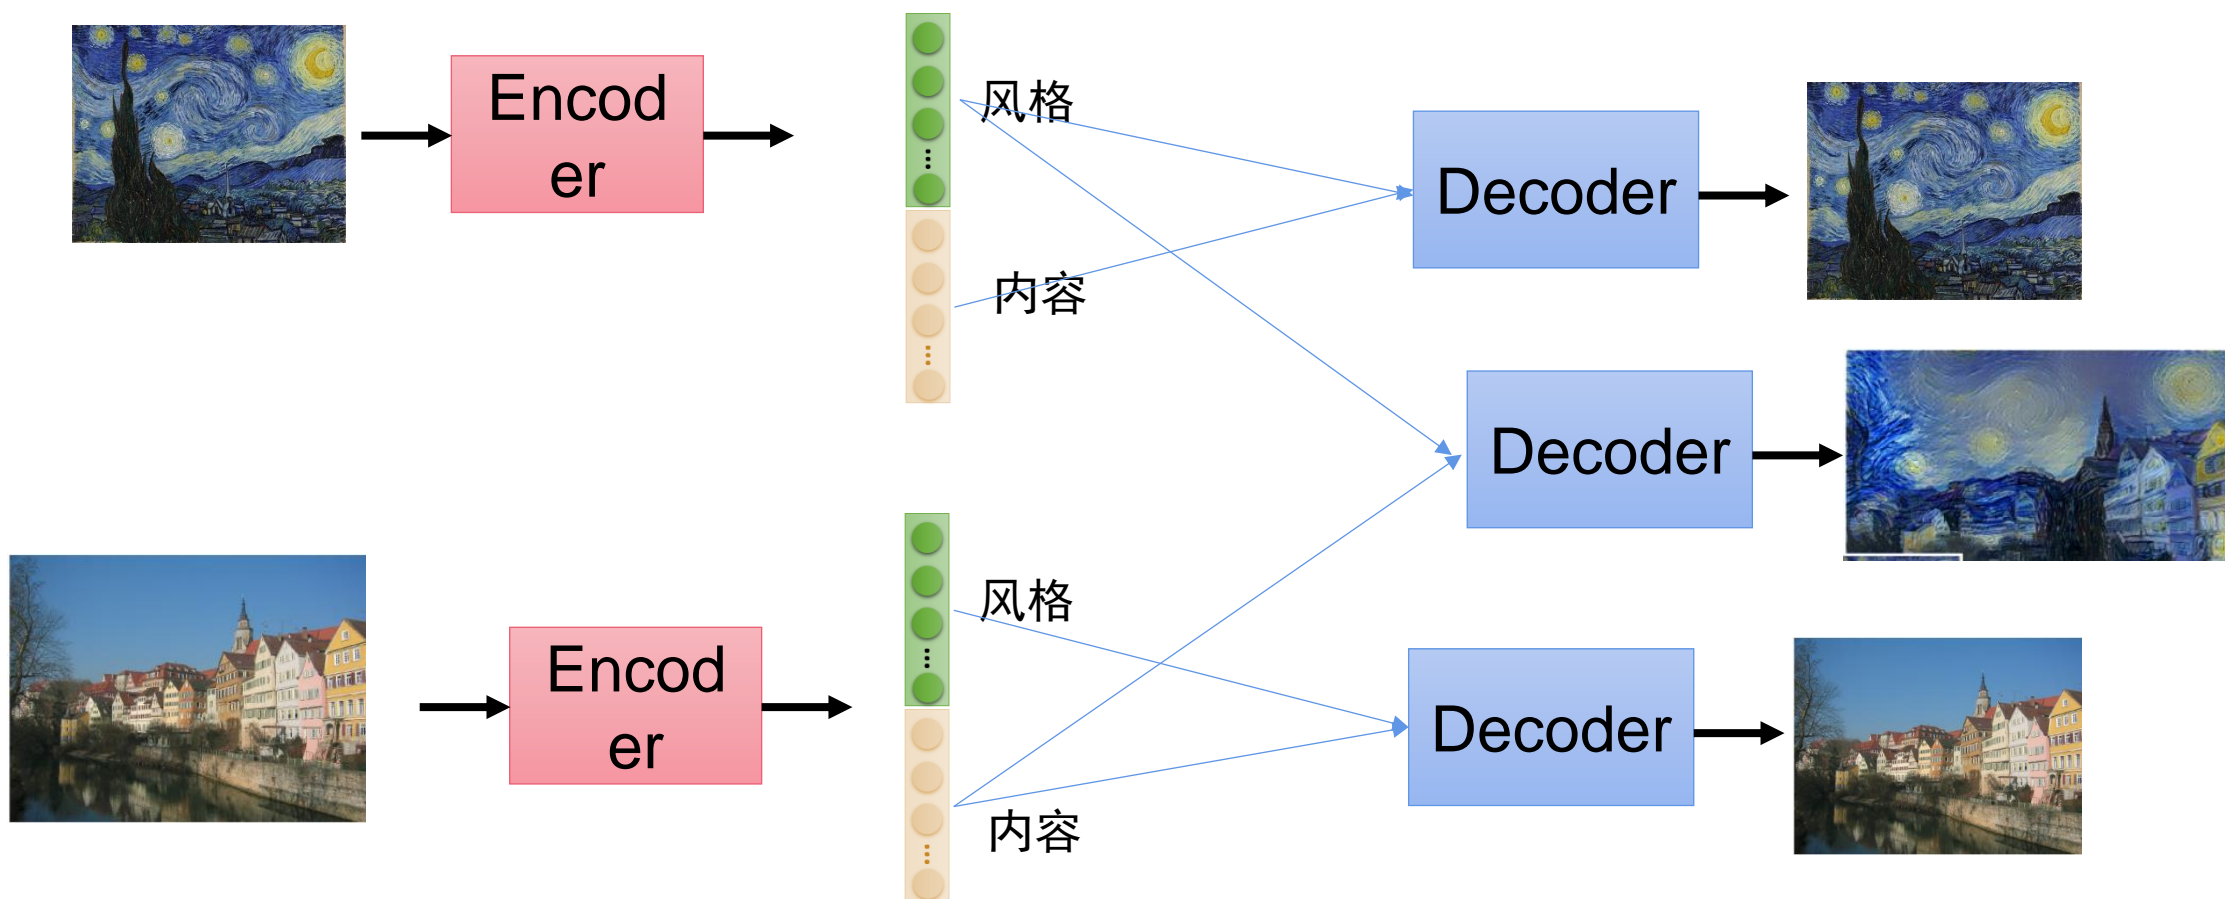 Encod
er
风格
内容
Decoder
Decoder
Encod
er
风格
内容
Decoder